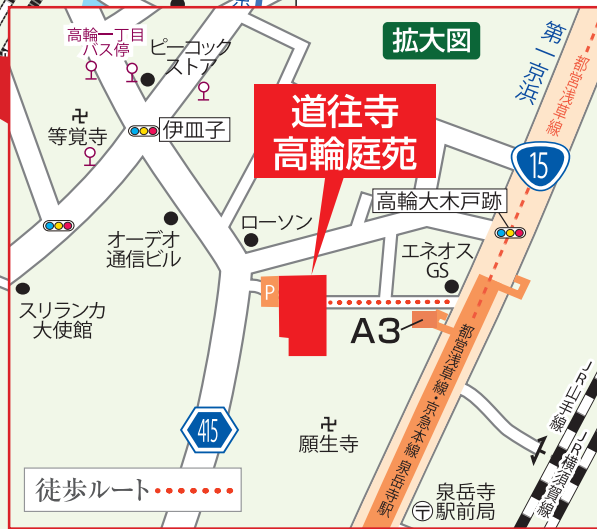 高輪一丁目
バス停
ピーコック
ストア
拡大図
第一京浜
都営浅草線
卍
等覚寺
伊皿子
道往寺
高輪庭苑
15
高輪大木戸跡
オーデオ
通信ビル
ローソン
エネオス
GS
スリランカ
大使館
P
A3
都営浅草線・京急本線 泉岳寺駅
415
卍
願生寺
JR山手線
JR横須賀線
徒歩ルート
〒
泉岳寺
駅前局